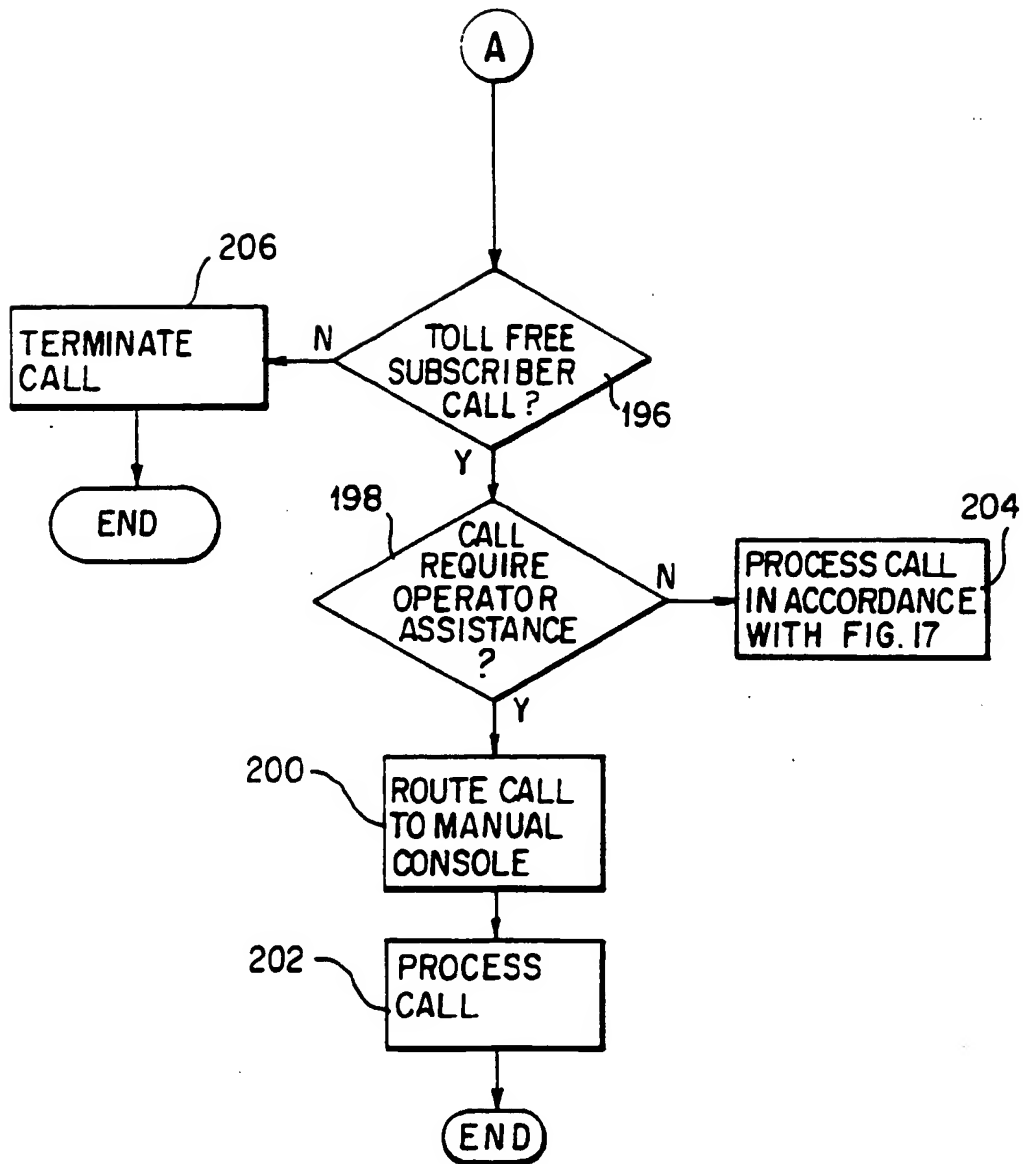 A
206
TERMINATE
CALL
N
TOLL FREE
SUBSCRIBER
CALL?
196
END
Y
198
CALL
REQUIRE
OPERATOR
ASSISTANCE
?
N
204
PROCESS CALL
IN ACCORDANCE
WITH FIG. 17
Y
200
ROUTE CALL
TO MANUAL
CONSOLE
202
PROCESS
CALL
END